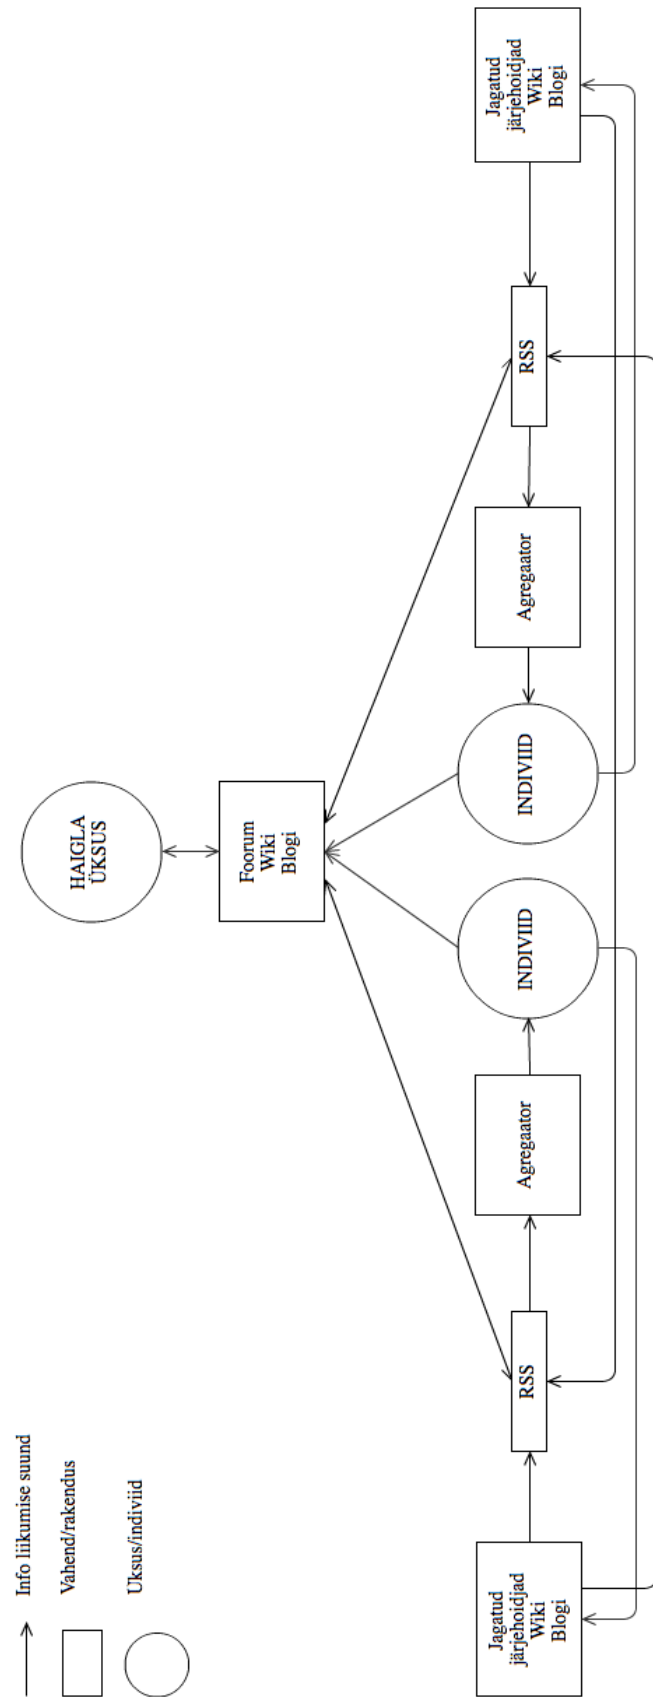 Info liikumise suund
Vahend/rakendus
Uksus/indiviid
HAIGLA
ÜKSUS
Foorum
Wiki
Blogi
Jagatud
järjehoidjad
Wiki
Blogi
RSS
Agregaator
INDIVIID
INDIVIID
Agregaator
RSS
Jagatud
järjehoidjad
Wiki
Blogi